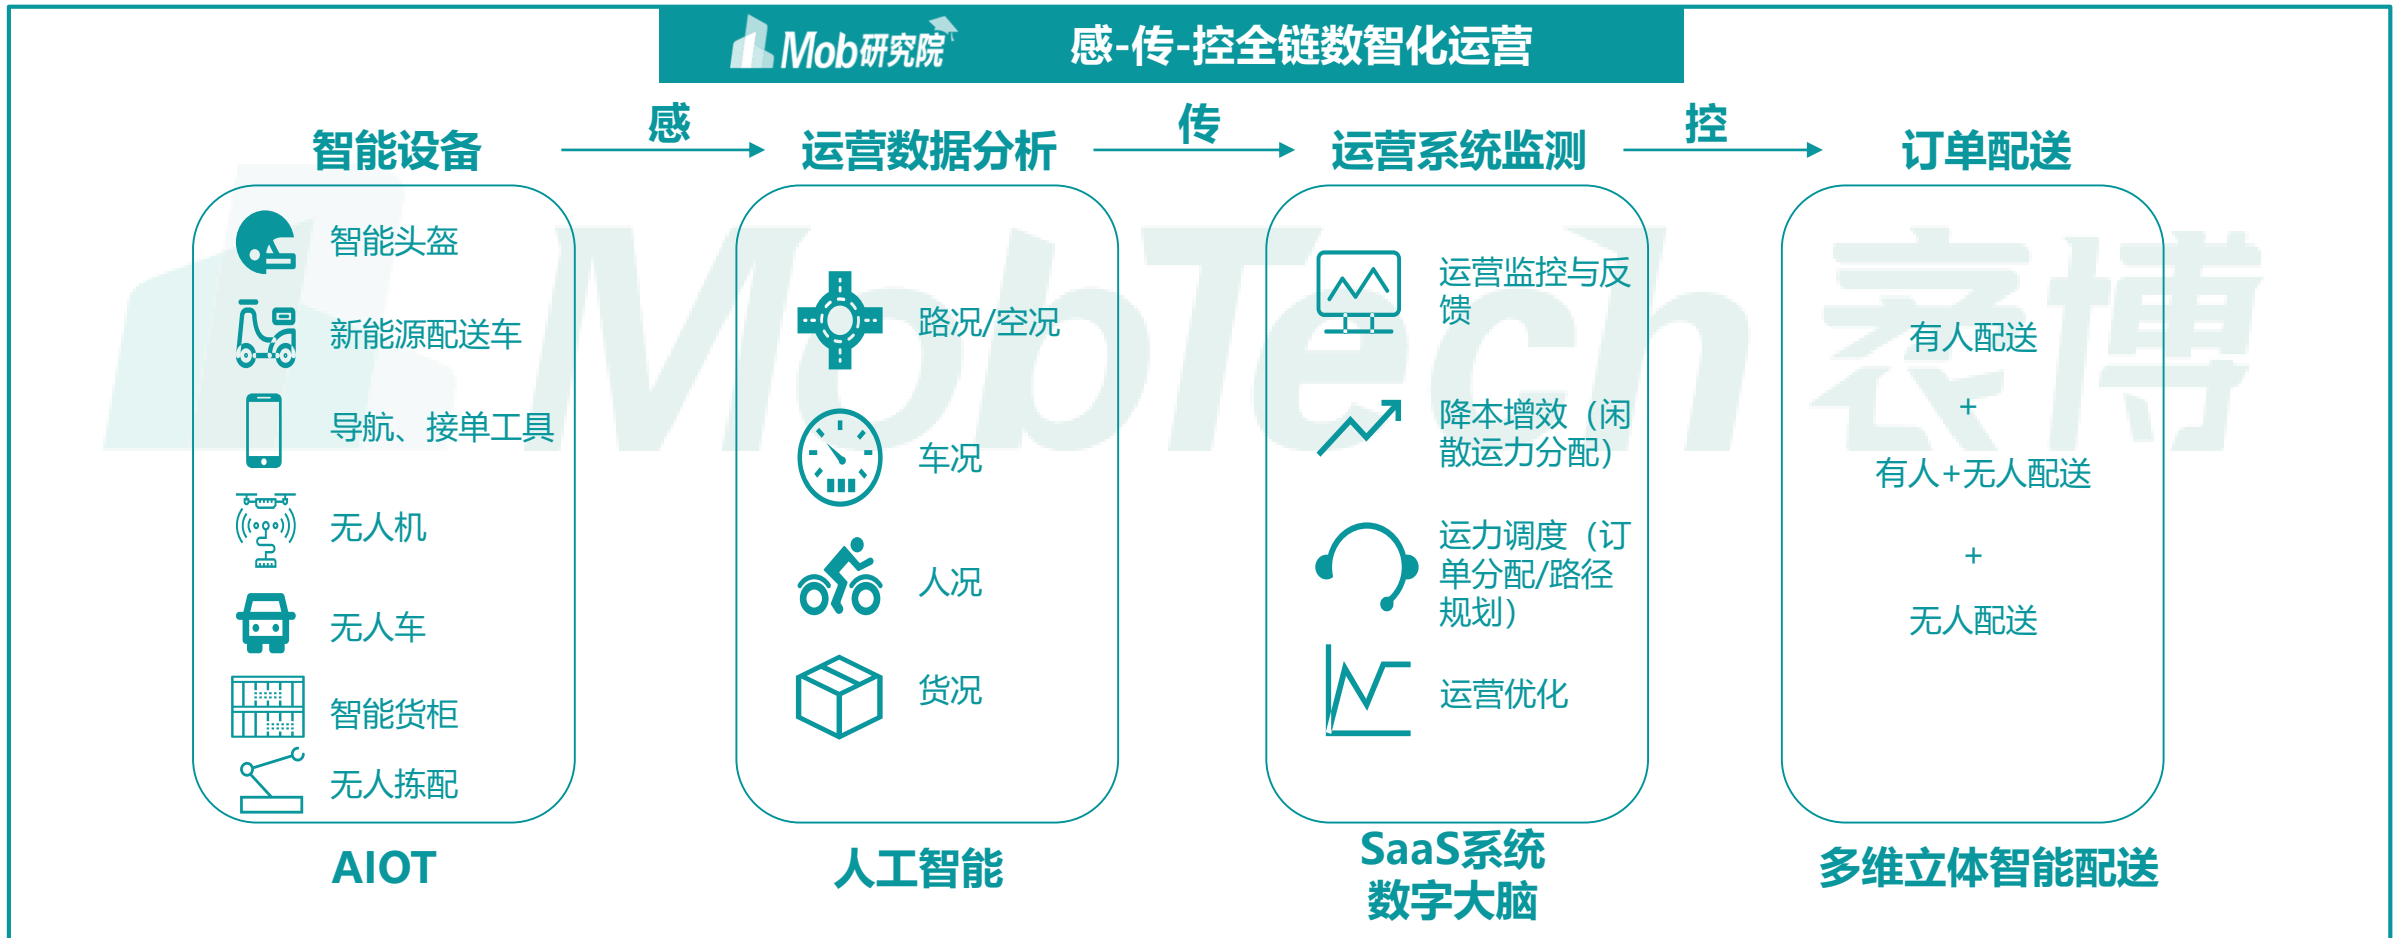 Mob研究院
感-传-控全链数智化运营
智能设备
感
运营数据分析
传
运营系统监测
控
订单配送
智能头盔
新能源配送车
导航、接单工具
无人机
无人车
智能货柜
无人拣配
AIOT
路况/空况
车况
人况
货况
人工智能
运营监控与反
馈
降本增效（闲
散运力分配）
运力调度（订
单分配/路径
规划）
运营优化
SaaS系统
数字大脑
有人配送
+
有人+无人配送
+
无人配送
多维立体智能配送
MobTech 袤博